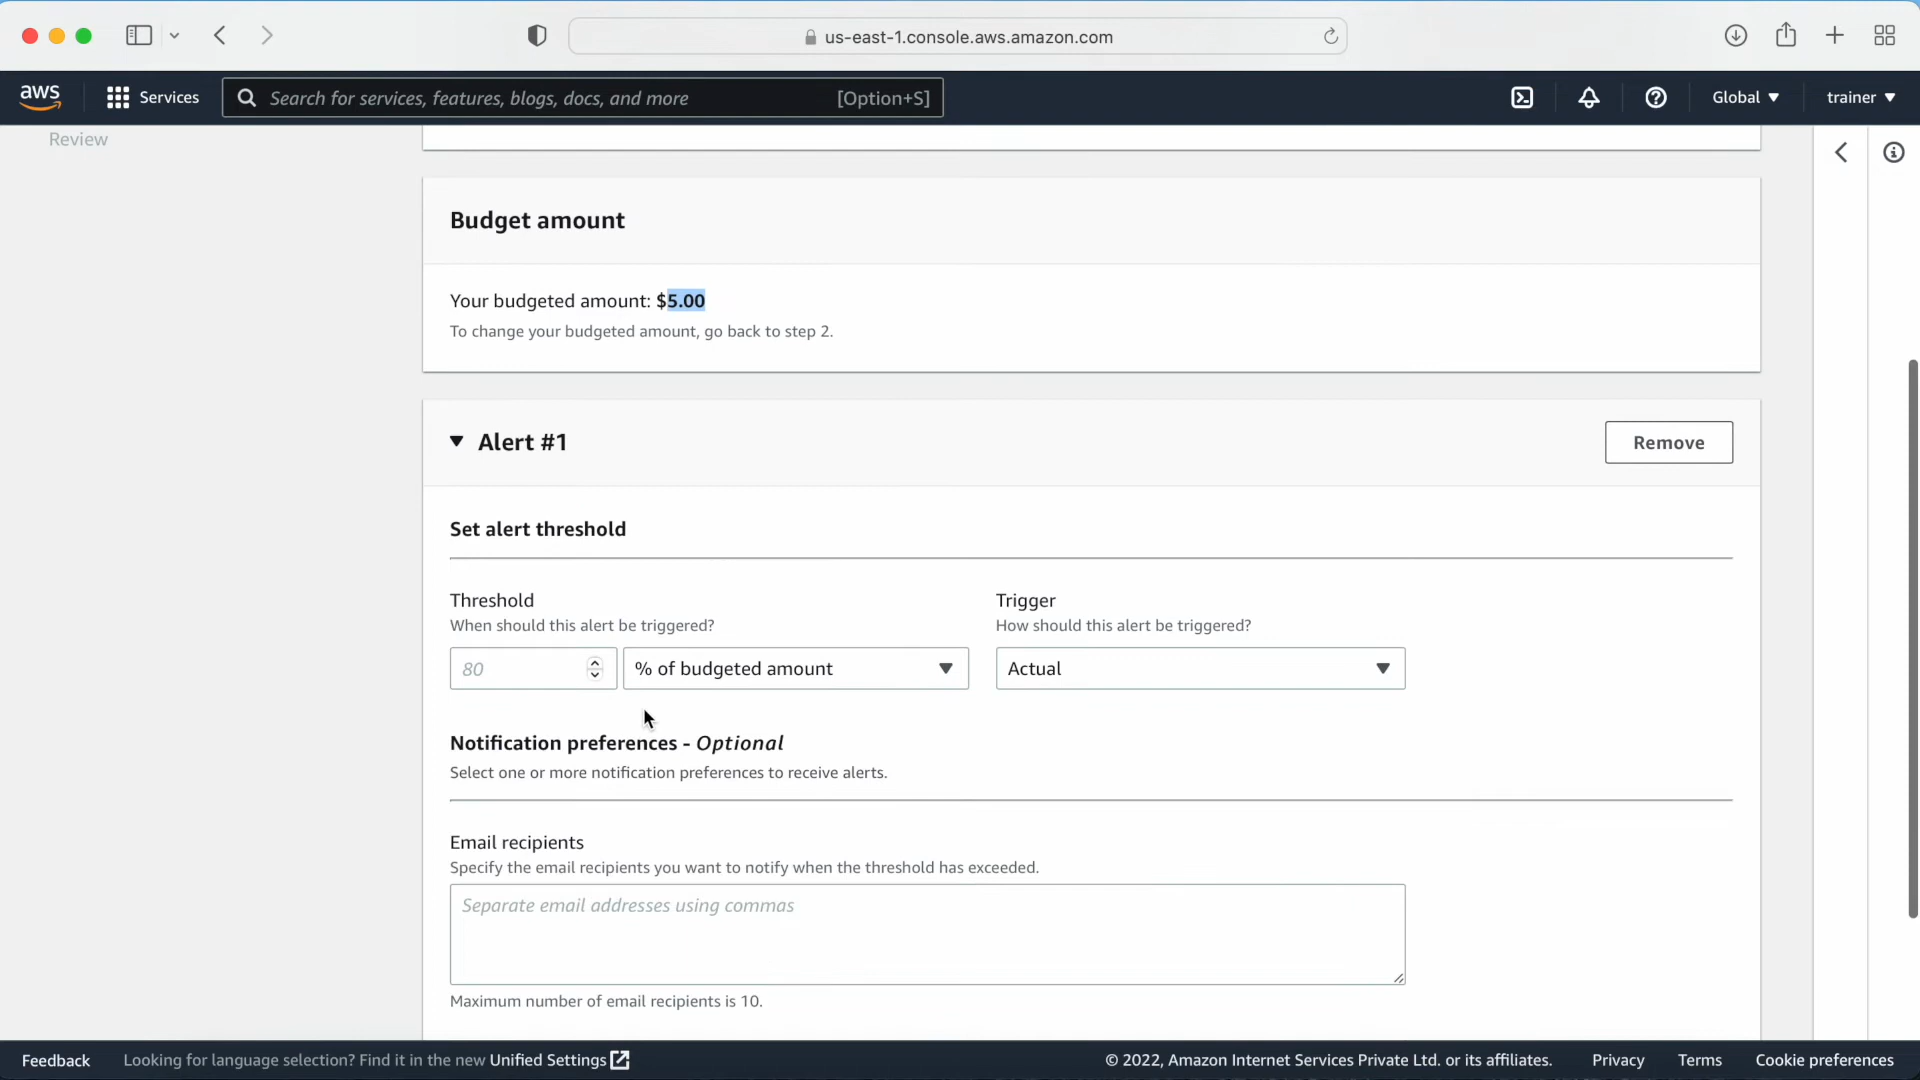 us-east-1.console.aws.amazon.com
aws
Services
Search for services, features, blogs, docs, and more
[Option+S]
Global
trainer
Review
Budget amount
Your budgeted amount: $5.00
To change your budgeted amount, go back to step 2.
Alert #1
Remove
Set alert threshold
Threshold
When should this alert be triggered?
80
% of budgeted amount
Trigger
How should this alert be triggered?
Actual
Notification preferences - Optional
Select one or more notification preferences to receive alerts.
Email recipients
Specify the email recipients you want to notify when the threshold has exceeded.
Separate email addresses using commas
Maximum number of email recipients is 10.
Feedback
Looking for language selection? Find it in the new Unified Settings
© 2022, Amazon Internet Services Private Ltd. or its affiliates.
Privacy
Terms
Cookie preferences